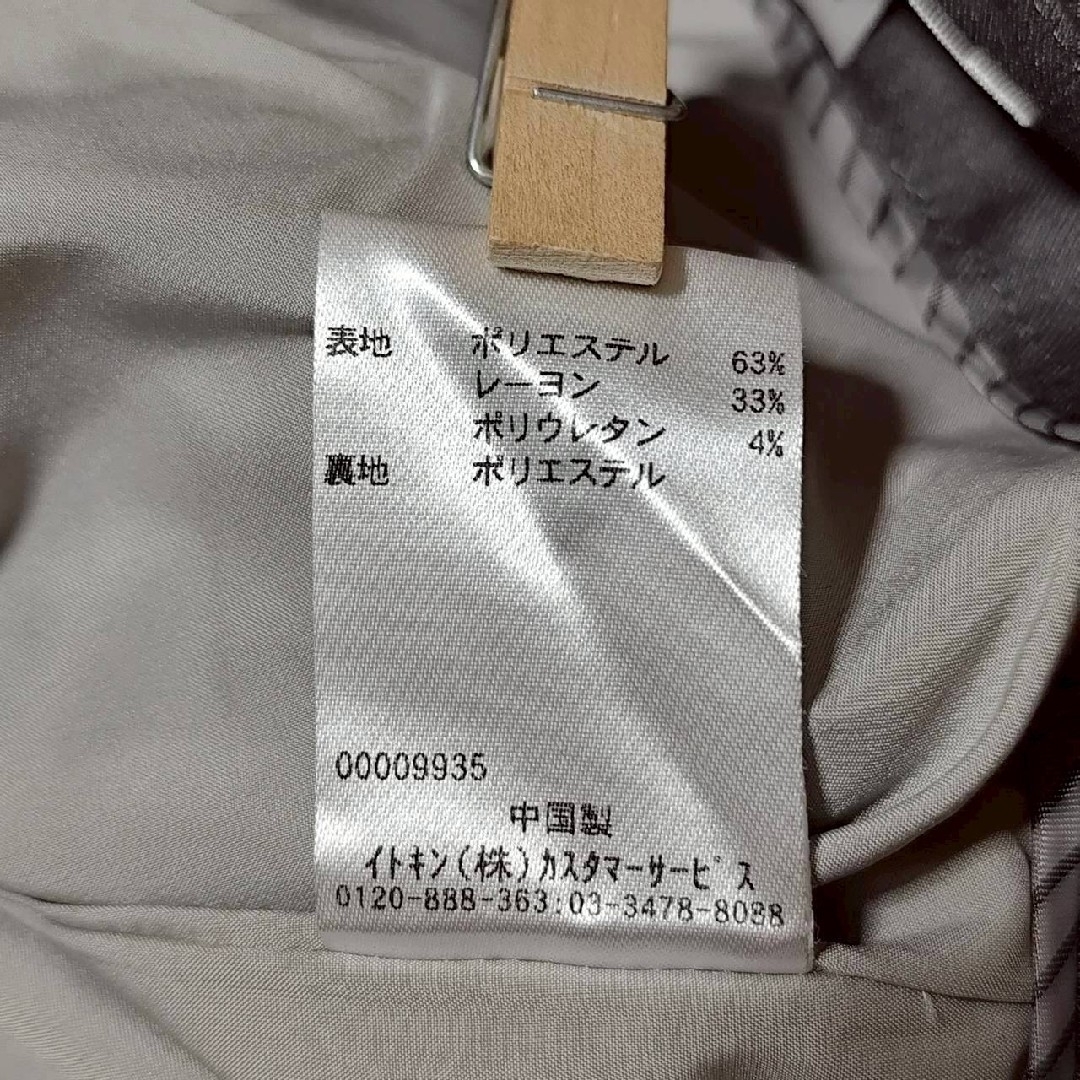 表地 ポリエステル 63%
レーヨン 33%
ポリウレタン 4%
裏地 ポリエステル
00009935
中国製
イトキン(株)カスタマーサービス
0120-888-363:03-3478-8088